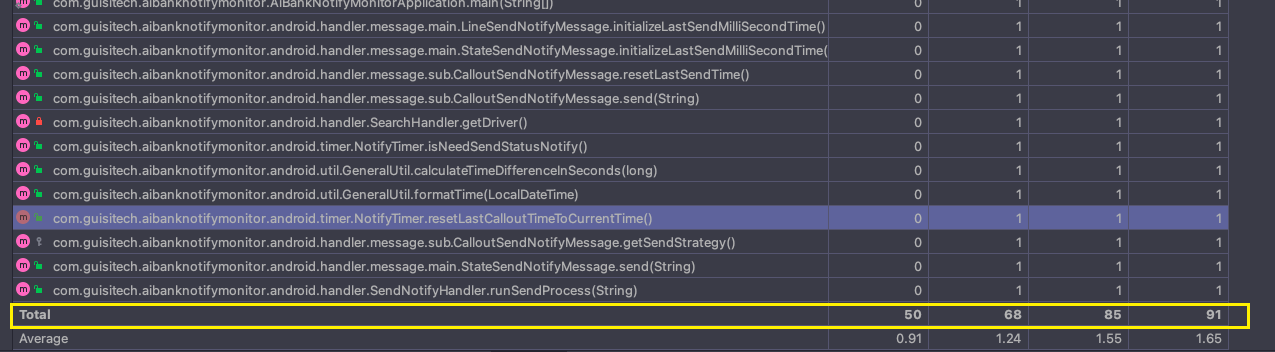 com.guisitech.aibanknotifymonitor.AiBankNotifyMonitorApplication.main(String[]) 0 1 1 1
com.guisitech.aibanknotifymonitor.android.handler.message.main.LineSendNotifyMessage.initializeLastSendMilliSecondTime() 0 1 1 1
com.guisitech.aibanknotifymonitor.android.handler.message.main.StateSendNotifyMessage.initializeLastSendMilliSecondTime( 0 1 1 1
com.guisitech.aibanknotifymonitor.android.handler.message.sub.CalloutSendNotifyMessage.resetLastSendTime() 0 1 1 1
com.guisitech.aibanknotifymonitor.android.handler.message.sub.CalloutSendNotifyMessage.send(String) 0 1 1 1
com.guisitech.aibanknotifymonitor.android.handler.SearchHandler.getDriver() 0 1 1 1
com.guisitech.aibanknotifymonitor.android.timer.NotifyTimer.isNeedSendStatusNotify() 0 1 1 1
com.guisitech.aibanknotifymonitor.android.util.GeneralUtil.calculateTimeDifferenceInSeconds(long) 0 1 1 1
com.guisitech.aibanknotifymonitor.android.util.GeneralUtil.formatTime(LocalDateTime) 0 1 1 1
com.guisitech.aibanknotifymonitor.android.timer.NotifyTimer.resetLastCalloutTimeToCurrentTime() 0 1 1 1
com.guisitech.aibanknotifymonitor.android.handler.message.sub.CalloutSendNotifyMessage.getSendStrategy() 0 1 1 1
com.guisitech.aibanknotifymonitor.android.handler.message.main.StateSendNotifyMessage.send(String) 0 1 1 1
com.guisitech.aibanknotifymonitor.android.handler.SendNotifyHandler.runSendProcess(String) 0 1 1 1
Total 50 68 85 91
Average 0.91 1.24 1.55 1.65